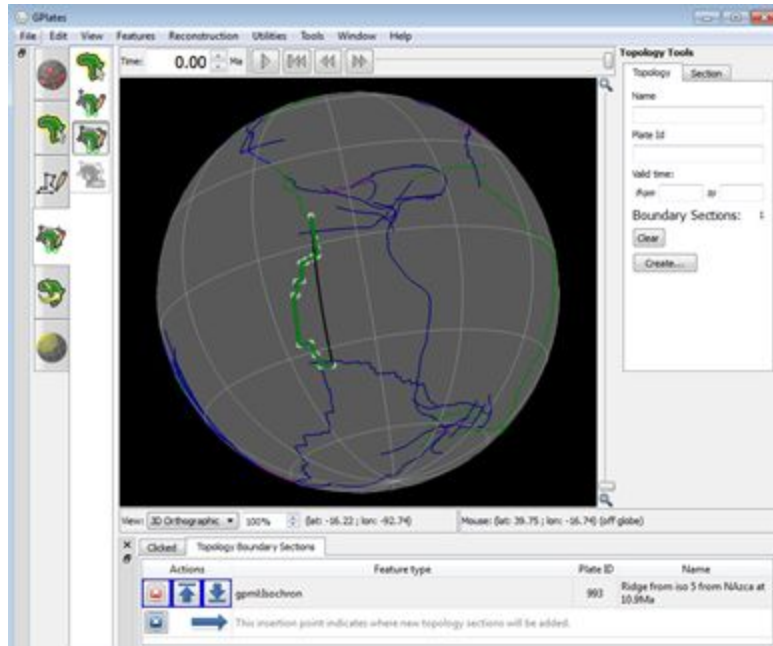 GPlates
File Edit View Features Reconstruction Utilities Tools Window Help
Time: 0.00 Ma
Topology Tools
Topology Section
Name
Plate Id
Valid time:
from to
Boundary Sections: 1
Clear
Create...
View: 3D Orthographic 100% (lat: -16.22 ; lon: -92.74) Mouse: (lat: 39.75 ; lon: -16.74) (off globe)
Clicked Topology Boundary Sections
Actions Feature type Plate ID Name
gpml:Isochron 993 Ridge from iso 5 from NAzca at
10.9Ma
This insertion point indicates where new topology sections will be added.